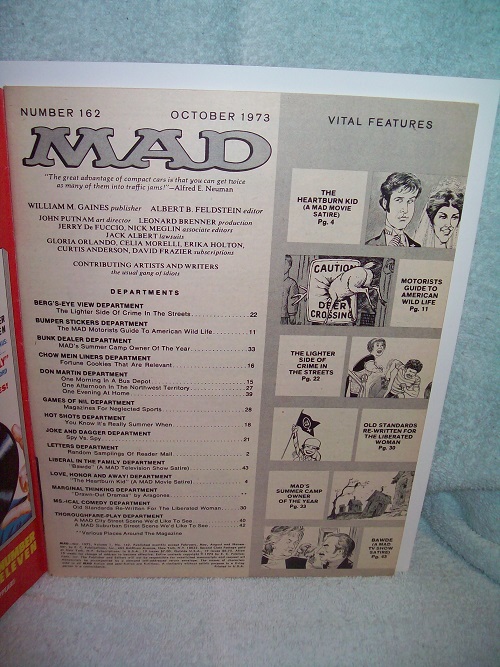 NUMBER 162 OCTOBER 1973
MAD
"The great advantage of compact cars is that you can get twice
as many of them into traffic jams!"—Alfred E. Neuman
WILLIAM M. GAINES publisher ALBERT B. FELDSTEIN editor
JOHN PUTNAM art director LEONARD BRENNER production
JERRY DE FUCCIO, NICK MEGLIN associate editors
JACK ALBERT lawsuits
GLORIA ORLANDO, CELIA MORELLI, ERIKA HOLTON,
CURTIS ANDERSON, DAVID FRAZIER subscriptions
CONTRIBUTING ARTISTS AND WRITERS
the usual gang of idiots
DEPARTMENTS
BERG'S-EYE VIEW DEPARTMENT
The Lighter Side Of Crime In The Streets 22
BUMPER STICKERS DEPARTMENT
The MAD Motorists Guide To American Wild Life 11
BUNK DEALER DEPARTMENT
MAD's Summer Camp Owner Of The Year 33
CHOW MEIN LINERS DEPARTMENT
Fortune Cookies That Are Relevant 16
DON MARTIN DEPARTMENT
One Morning In A Bus Depot 15
One Afternoon In The Northwest Territory 27
One Evening At Home 39
GAMES OF NIL DEPARTMENT
Magazines For Neglected Sports 28
HOT SHOTS DEPARTMENT
You Know It's Really Summer When 18
JOKE AND DAGGER DEPARTMENT
Spy Vs. Spy 21
LETTERS DEPARTMENT
Random Samplings Of Reader Mail 2
LIBERAL IN THE FAMILY DEPARTMENT
"Bawde" (A MAD Television Show Satire) 43
LOVE, HONOR AND AWAY! DEPARTMENT
"The Heartburn Kid" (A MAD Movie Satire) 4
MARGINAL THINKING DEPARTMENT
"Drawn-Out Dramas" by Aragones **
MS-ICAL COMEDY DEPARTMENT
Old Standards Re-Written For The Liberated Woman 30
THOROUGHFARE-PLAY DEPARTMENT
A MAD City Street Scene We'd Like To See 40
A MAD Suburban Street Scene We'd Like To See 42
**Various Places Around The Magazine
VITAL FEATURES
THE
HEARTBURN KID
(A MAD MOVIE
SATIRE)
Pg. 4
CAUTION
DEER
CROSSING
MOTORISTS
GUIDE TO
AMERICAN
WILD LIFE
Pg. 11
THE LIGHTER
SIDE OF
CRIME IN
THE STREETS
Pg. 22
OLD STANDARDS
RE-WRITTEN FOR
THE LIBERATED
WOMAN
Pg. 30
MAD'S
SUMMER CAMP
OWNER
OF THE YEAR
Pg. 33
BAWDE
(A MAD
TV SHOW
SATIRE)
Pg. 43